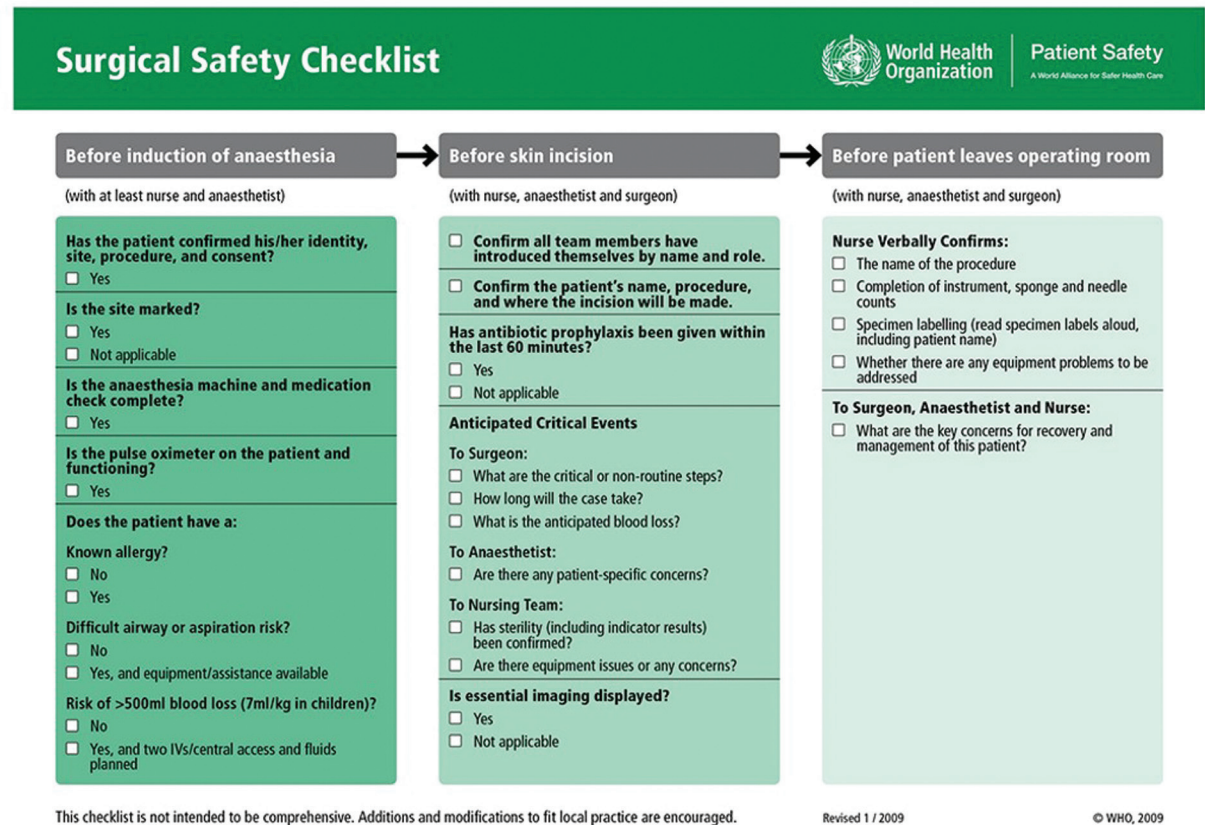 Surgical Safety Checklist
World Health
Organization
Patient Safety
A World Alliance for Safer Health Care
Before induction of anaesthesia
(with at least nurse and anaesthetist)
Has the patient confirmed his/her identity,
site, procedure, and consent?
Yes
Is the site marked?
Yes
Not applicable
Is the anaesthesia machine and medication
check complete?
Yes
Is the pulse oximeter on the patient and
functioning?
Yes
Does the patient have a:
Known allergy?
No
Yes
Difficult airway or aspiration risk?
No
Yes, and equipment/assistance available
Risk of >500ml blood loss (7ml/kg in children)?
No
Yes, and two IVs/central access and fluids
planned
Before skin incision
(with nurse, anaesthetist and surgeon)
Confirm all team members have
introduced themselves by name and role.
Confirm the patient's name, procedure,
and where the incision will be made.
Has antibiotic prophylaxis been given within
the last 60 minutes?
Yes
Not applicable
Anticipated Critical Events
To Surgeon:
What are the critical or non-routine steps?
How long will the case take?
What is the anticipated blood loss?
To Anaesthetist:
Are there any patient-specific concerns?
To Nursing Team:
Has sterility (including indicator results)
been confirmed?
Are there equipment issues or any concerns?
Is essential imaging displayed?
Yes
Not applicable
Before patient leaves operating room
(with nurse, anaesthetist and surgeon)
Nurse Verbally Confirms:
The name of the procedure
Completion of instrument, sponge and needle
counts
Specimen labelling (read specimen labels aloud,
including patient name)
Whether there are any equipment problems to be
addressed
To Surgeon, Anaesthetist and Nurse:
What are the key concerns for recovery and
management of this patient?
This checklist is not intended to be comprehensive. Additions and modifications to fit local practice are encouraged.
Revised 1 / 2009
© WHO, 2009